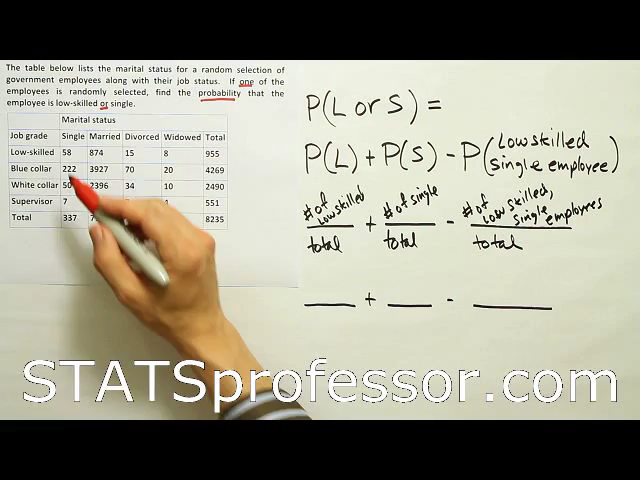 The table below lists the marital status for a random selection of
government employees along with their job status. If one of the
employees is randomly selected, find the probability that the
employee is low-skilled or single.
Marital status
Job grade Single Married Divorced Widowed Total
Low-skilled 58 874 15 8 955
Blue collar 222 3927 70 20 4269
White collar 50 2396 34 10 2490
Supervisor 7 551
Total 337 8235
P(L or S) =
P(L) + P(S) - P(Low skilled
single employee)
# of low skilled + # of single - # of low skilled, single employees
total total total
+ -
STATSprofessor.com